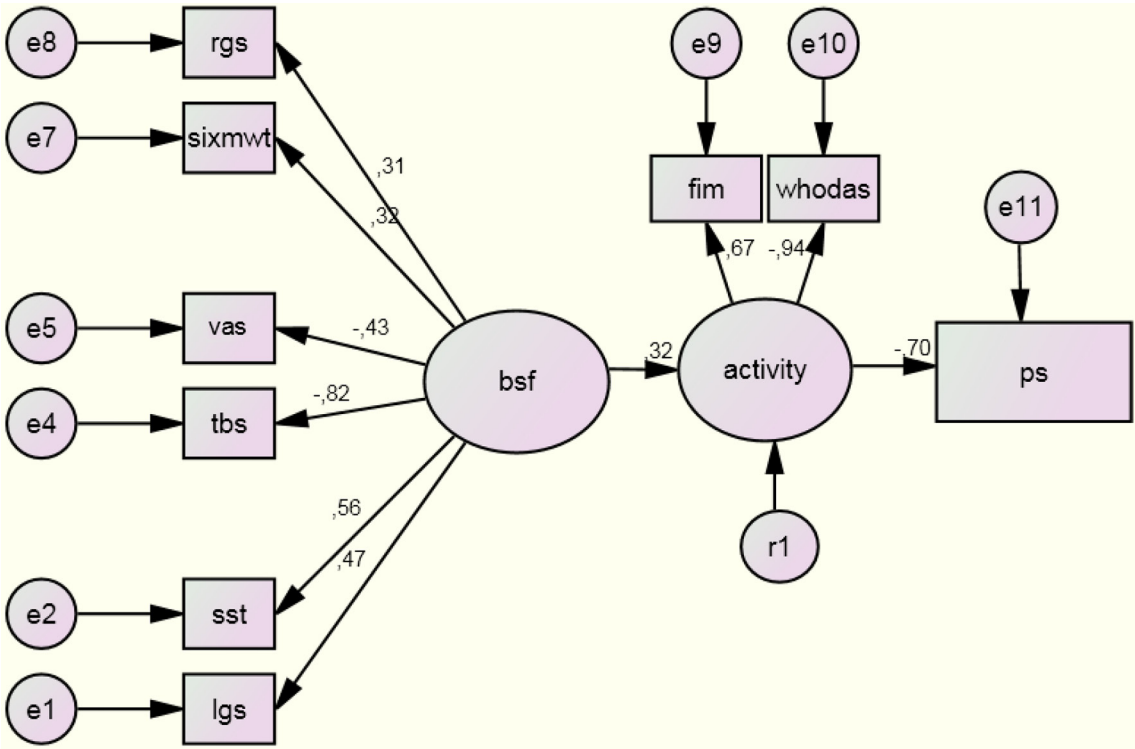 e8
rgs
e9
e10
e7
sixmwt
,31
fim
whodas
e11
,32
,67
-,94
e5
vas
-,43
bsf
,32
activity
-,70
ps
e4
tbs
-,82
,56
,47
r1
e2
sst
e1
lgs